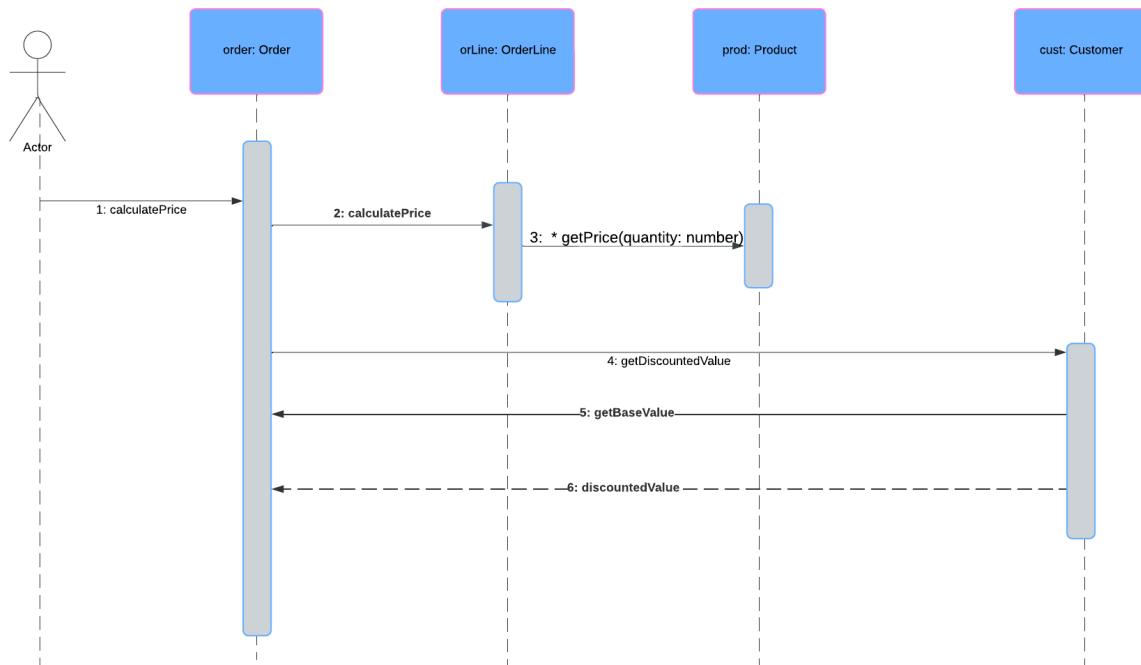 order: Order
orLine: OrderLine
prod: Product
cust: Customer
Actor
1: calculatePrice
2: calculatePrice
3:  * getPrice(quantity: number)
4: getDiscountedValue
5: getBaseValue
6: discountedValue